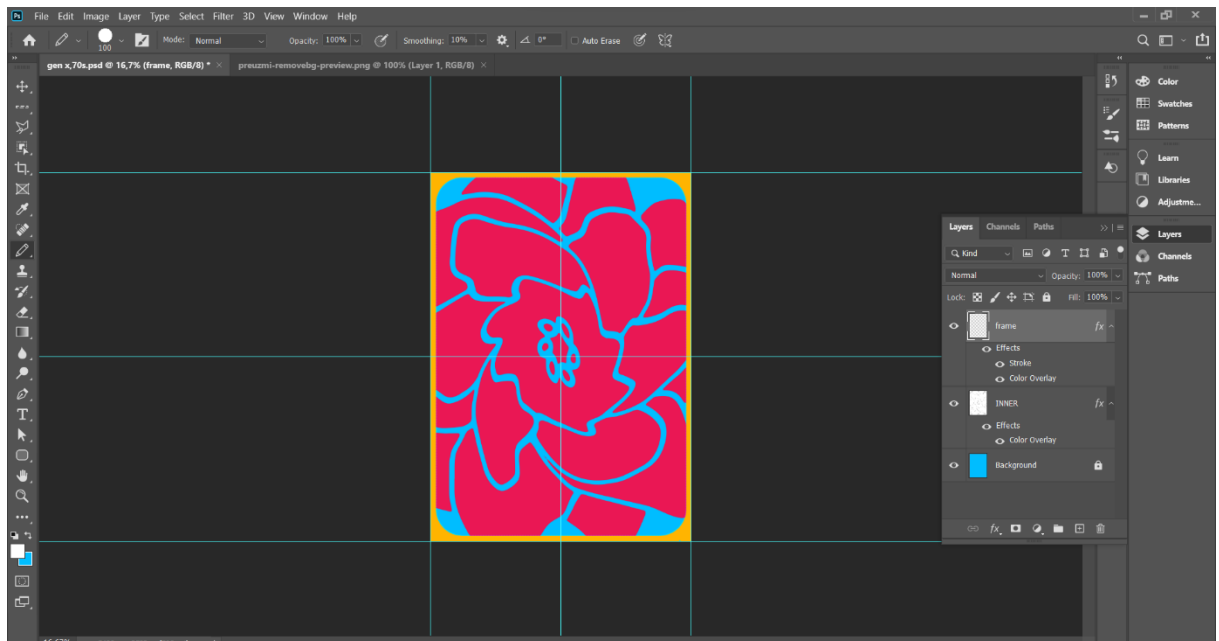 Ps File Edit Image Layer Type Select Filter 3D View Window Help
100 Mode: Normal Opacity: 100% Smoothing: 10% 0° Auto Erase
gen x,70s.psd @ 16,7% (frame, RGB/8) * × preuzmi-removebg-preview.png @ 100% (Layer 1, RGB/8) ×
Color
Swatches
Patterns
Learn
Libraries
Adjustme...
Layers
Channels
Paths
Layers Channels Paths
Kind
Normal Opacity: 100%
Lock: Fill: 100%
frame fx
Effects
Stroke
Color Overlay
INNER fx
Effects
Color Overlay
Background
fx
16,67%